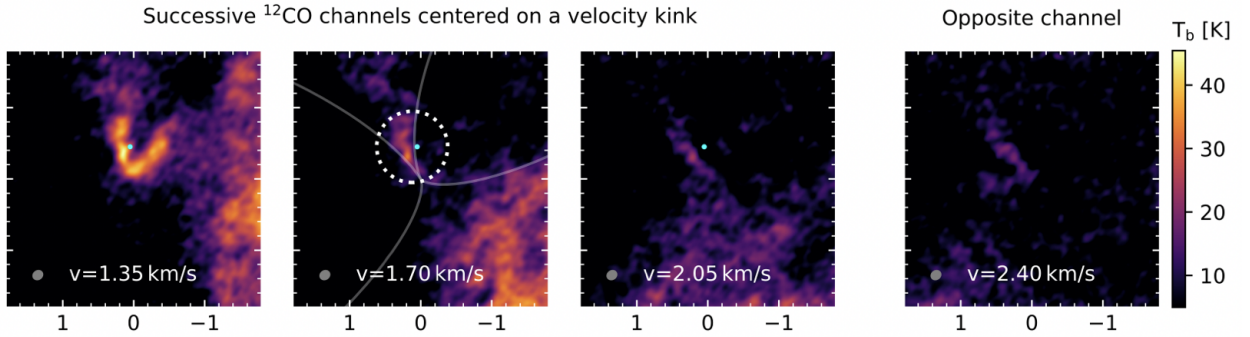 Successive ¹²CO channels centered on a velocity kink
Opposite channel
T_b [K]
v=1.35 km/s
v=1.70 km/s
v=2.05 km/s
v=2.40 km/s
40
30
20
10
1 0 −1
1 0 −1
1 0 −1
1 0 −1